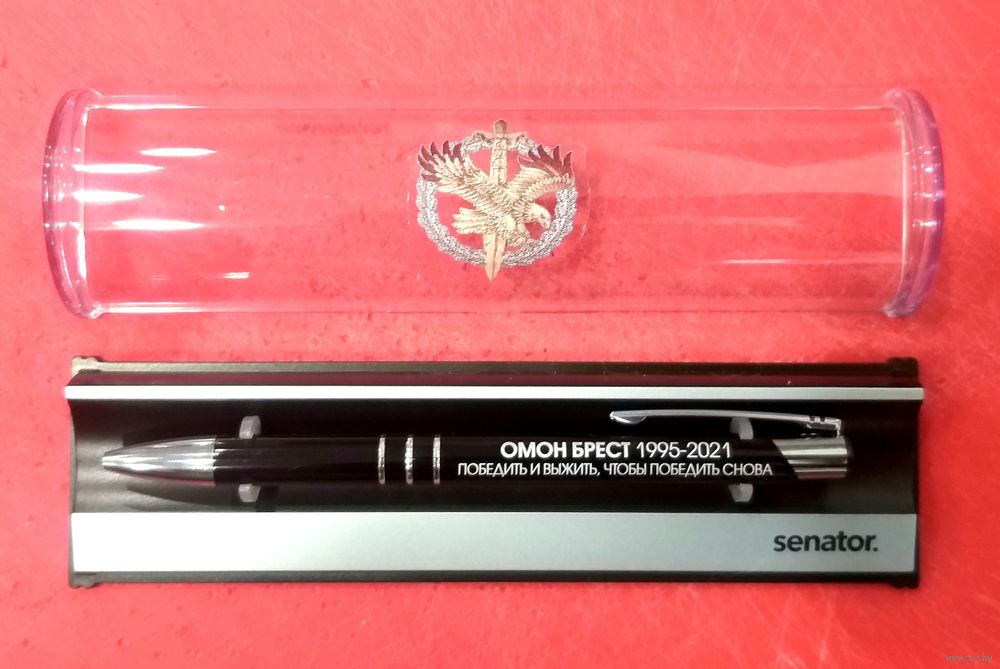 ОМОН БРЕСТ 1995-2021
ПОБЕДИТЬ И ВЫЖИТЬ, ЧТОБЫ ПОБЕДИТЬ СНОВА
senator.